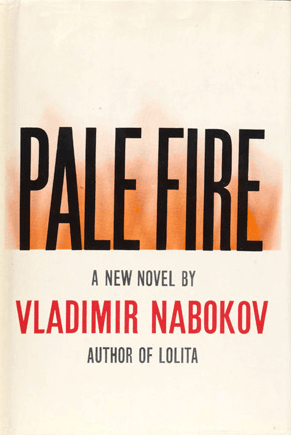 PALE FIRE
A NEW NOVEL BY
VLADIMIR NABOKOV
AUTHOR OF LOLITA